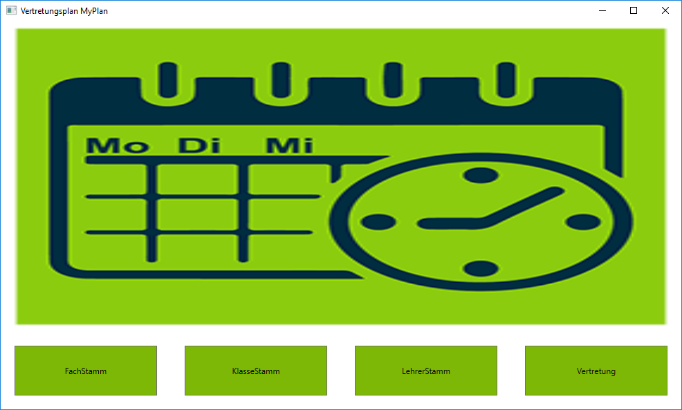 Vertretungsplan MyPlan
Mo Di Mi
FachStamm KlasseStamm LehrerStamm Vertretung